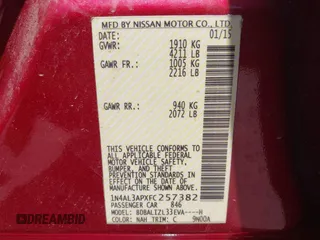 MFD BY NISSAN MOTOR CO., LTD.
DATE: 01/15
GVWR: 1910 KG
4211 LB
GAWR FR: 1005 KG
2216 LB
GAWR RR: 940 KG
2072 LB
THIS VEHICLE CONFORMS TO ALL
APPLICABLE FEDERAL MOTOR
VEHICLE SAFETY, BUMPER,
AND THEFT PREVENTION
STANDARDS IN EFFECT ON THE
DATE OF MANUFACTURE
SHOWN ABOVE.
1N4AL3APXFC257382
PASSENGER CAR 846
MODEL: BDBALIZL33EVA----H
COLOR: NAH TRIM: C 9N00A
DREAMBID